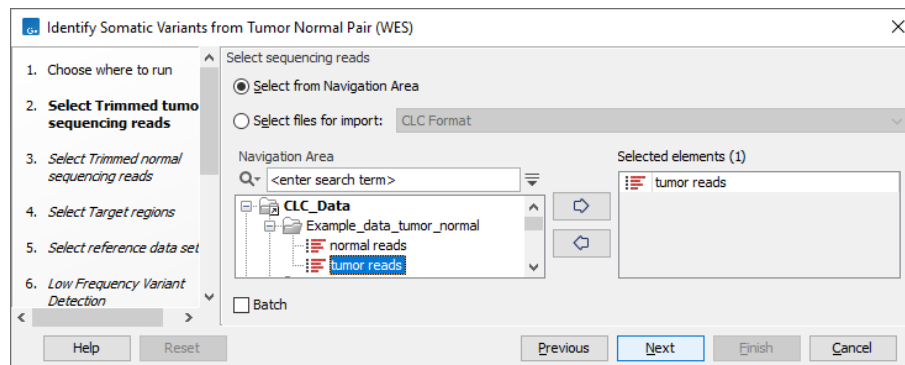 Identify Somatic Variants from Tumor Normal Pair (WES)
1. Choose where to run
2. Select Trimmed tumo
sequencing reads
3. Select Trimmed normal
sequencing reads
4. Select Target regions
5. Select reference data set
6. Low Frequency Variant
Detection
Select sequencing reads
Select from Navigation Area
Select files for import: CLC Format
Navigation Area
<enter search term>
CLC_Data
Example_data_tumor_normal
normal reads
tumor reads
Selected elements (1)
tumor reads
Batch
Help Reset Previous Next Finish Cancel